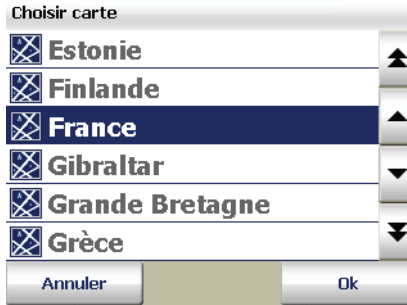 Choisir carte
Estonie
Finlande
France
Gibraltar
Grande Bretagne
Grèce
Annuler Ok